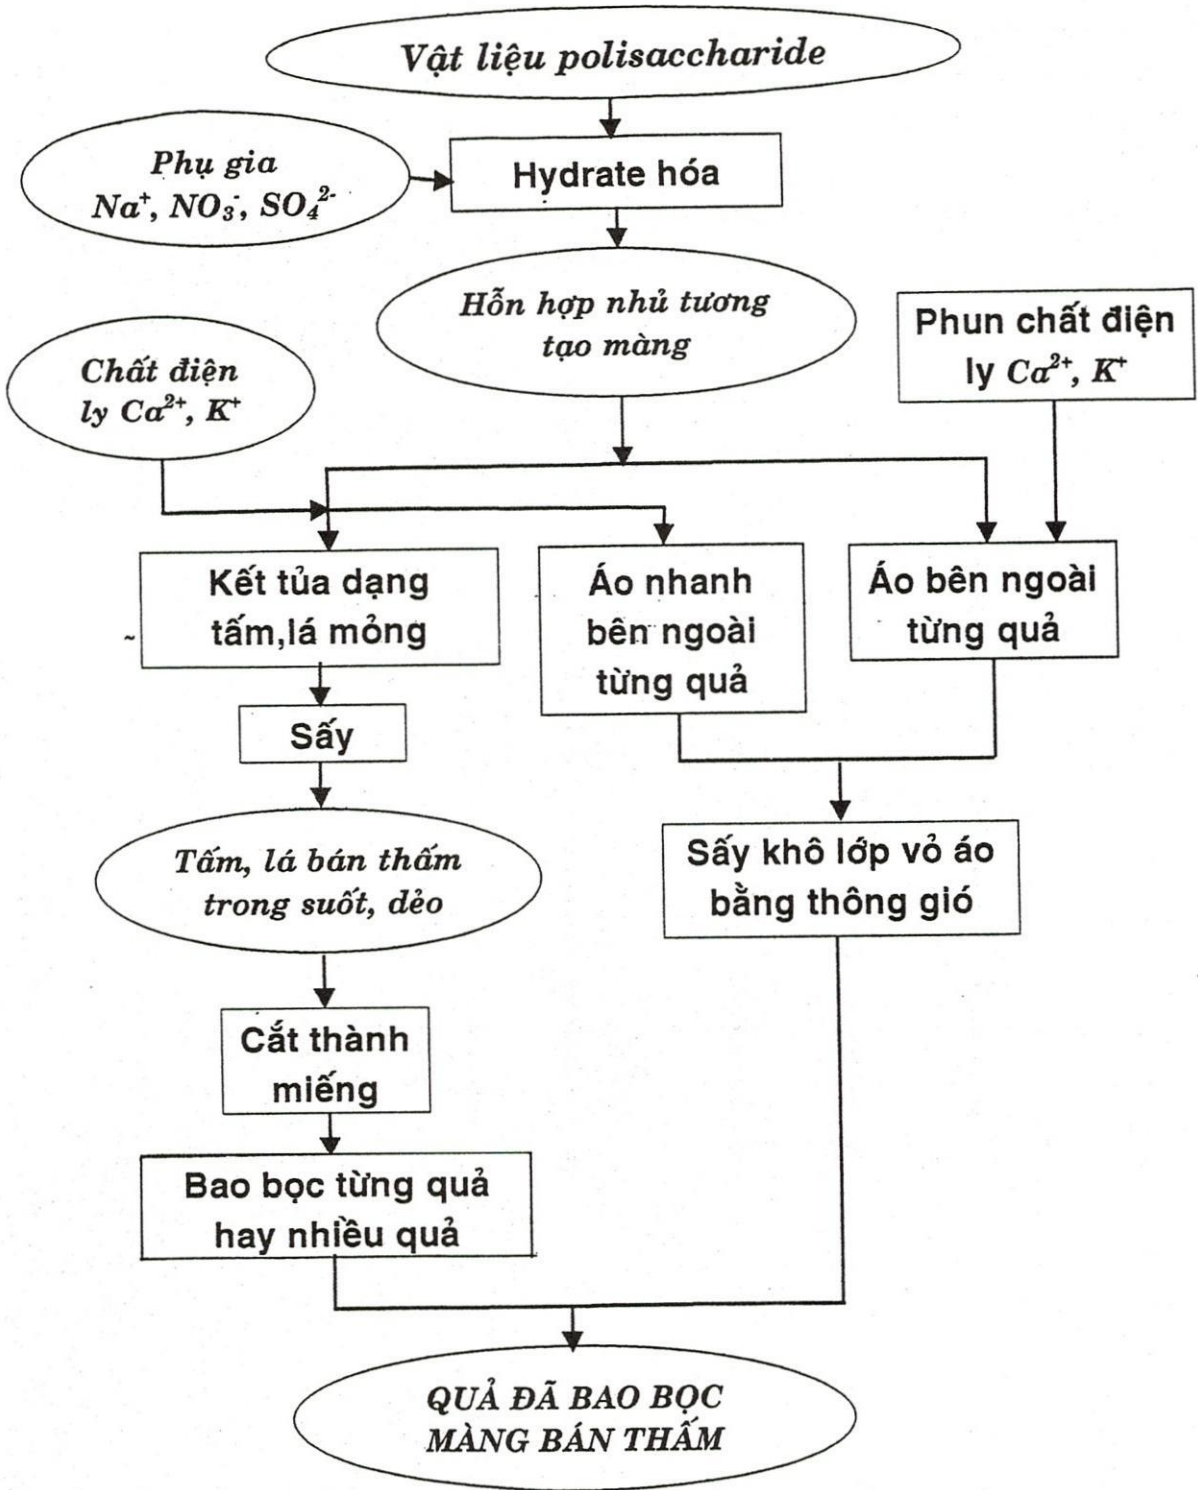 Vật liệu polisaccharide
Phụ gia
Na⁺, NO₃⁻, SO₄²⁻
Hydrate hóa
Hỗn hợp nhủ tương
tạo màng
Phun chất điện
ly Ca²⁺, K⁺
Chất điện
ly Ca²⁺, K⁺
Kết tủa dạng
tấm,lá mỏng
Áo nhanh
bên ngoài
từng quả
Áo bên ngoài
từng quả
Sấy
Tấm, lá bán thấm
trong suốt, dẻo
Sấy khô lớp vỏ áo
bằng thông gió
Cắt thành
miếng
Bao bọc từng quả
hay nhiều quả
QUẢ ĐÃ BAO BỌC
MÀNG BÁN THẤM